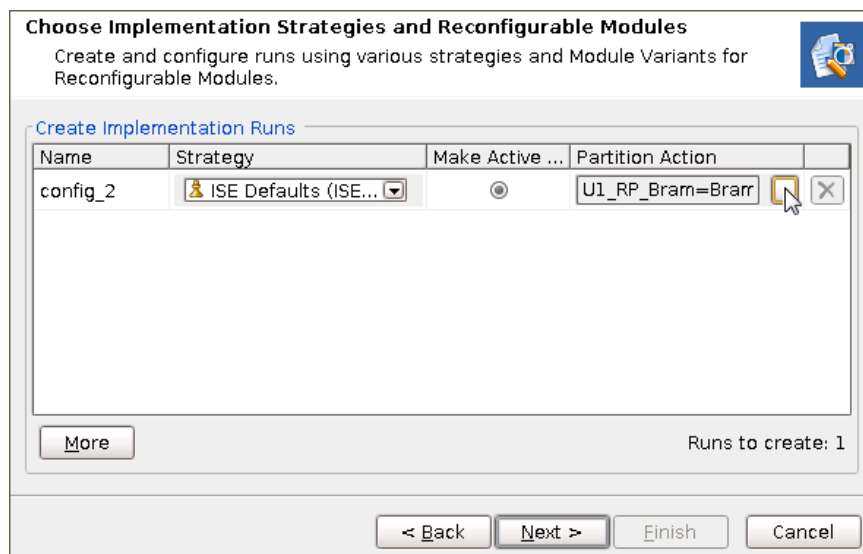 Choose Implementation Strategies and Reconfigurable Modules
Create and configure runs using various strategies and Module Variants for
Reconfigurable Modules.
Create Implementation Runs
Name Strategy Make Active ... Partition Action
config_2 ISE Defaults (ISE... U1_RP_Bram=Bram
More Runs to create: 1
< Back Next > Finish Cancel